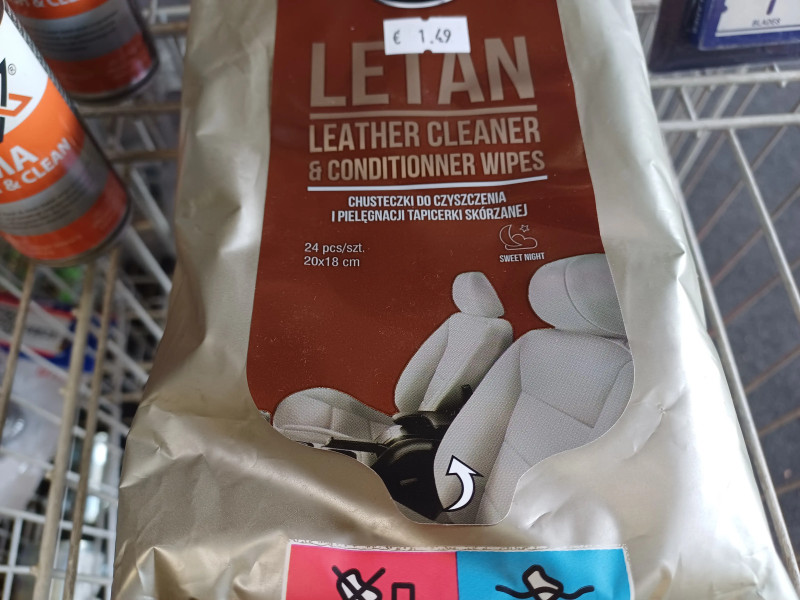 € 1.49
LETAN
LEATHER CLEANER
& CONDITIONNER WIPES
CHUSTECZKI DO CZYSZCZENIA
I PIELĘGNACJI TAPICERKI SKÓRZANEJ
24 pcs/szt.
20x18 cm
SWEET NIGHT
& CLEAN
BLADES